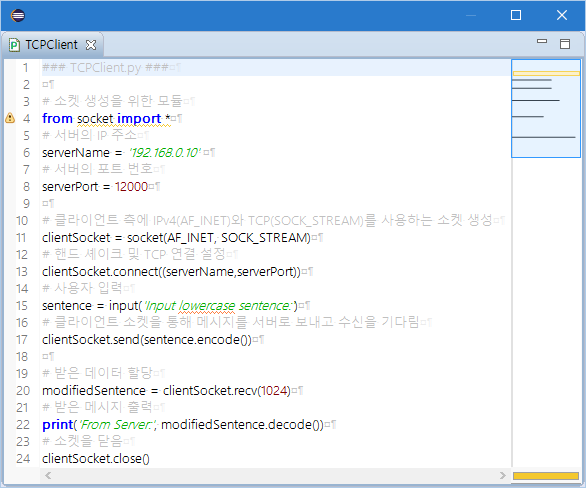 TCPClient
1 ### TCPClient.py ###¤¶
2 ¤¶
3 # 소켓 생성을 위한 모듈¤¶
4 from socket import *¤¶
5 # 서버의 IP 주소¤¶
6 serverName = '192.168.0.10'¤¶
7 # 서버의 포트 번호¤¶
8 serverPort = 12000¤¶
9 ¤¶
10 # 클라이언트 측에 IPv4(AF_INET)와 TCP(SOCK_STREAM)를 사용하는 소켓 생성¤¶
11 clientSocket = socket(AF_INET, SOCK_STREAM)¤¶
12 # 핸드 셰이크 및 TCP 연결 설정¤¶
13 clientSocket.connect((serverName,serverPort))¤¶
14 # 사용자 입력¤¶
15 sentence = input('Input lowercase sentence:')¤¶
16 # 클라이언트 소켓을 통해 메시지를 서버로 보내고 수신을 기다림¤¶
17 clientSocket.send(sentence.encode())¤¶
18 ¤¶
19 # 받은 데이터 할당¤¶
20 modifiedSentence = clientSocket.recv(1024)¤¶
21 # 받은 메시지 출력¤¶
22 print('From Server:', modifiedSentence.decode())¤¶
23 # 소켓을 닫음¤¶
24 clientSocket.close()